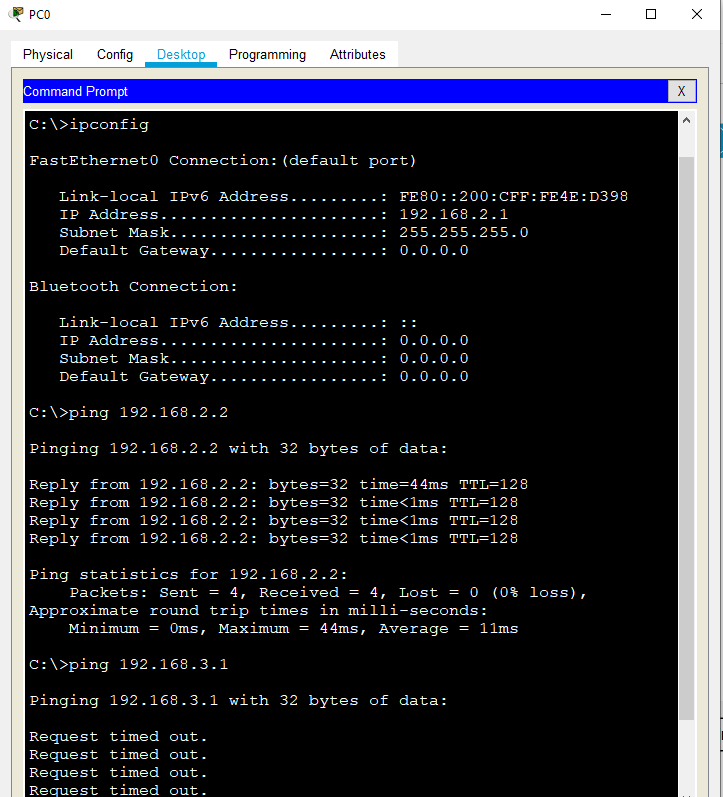 PC0
Physical Config Desktop Programming Attributes
Command Prompt X
C:\>ipconfig
FastEthernet0 Connection:(default port)
Link-local IPv6 Address.........: FE80::200:CFF:FE4E:D398
IP Address......................: 192.168.2.1
Subnet Mask.....................: 255.255.255.0
Default Gateway.................: 0.0.0.0
Bluetooth Connection:
Link-local IPv6 Address.........: ::
IP Address......................: 0.0.0.0
Subnet Mask.....................: 0.0.0.0
Default Gateway.................: 0.0.0.0
C:\>ping 192.168.2.2
Pinging 192.168.2.2 with 32 bytes of data:
Reply from 192.168.2.2: bytes=32 time=44ms TTL=128
Reply from 192.168.2.2: bytes=32 time<1ms TTL=128
Reply from 192.168.2.2: bytes=32 time<1ms TTL=128
Reply from 192.168.2.2: bytes=32 time<1ms TTL=128
Ping statistics for 192.168.2.2:
Packets: Sent = 4, Received = 4, Lost = 0 (0% loss),
Approximate round trip times in milli-seconds:
Minimum = 0ms, Maximum = 44ms, Average = 11ms
C:\>ping 192.168.3.1
Pinging 192.168.3.1 with 32 bytes of data:
Request timed out.
Request timed out.
Request timed out.
Request timed out.